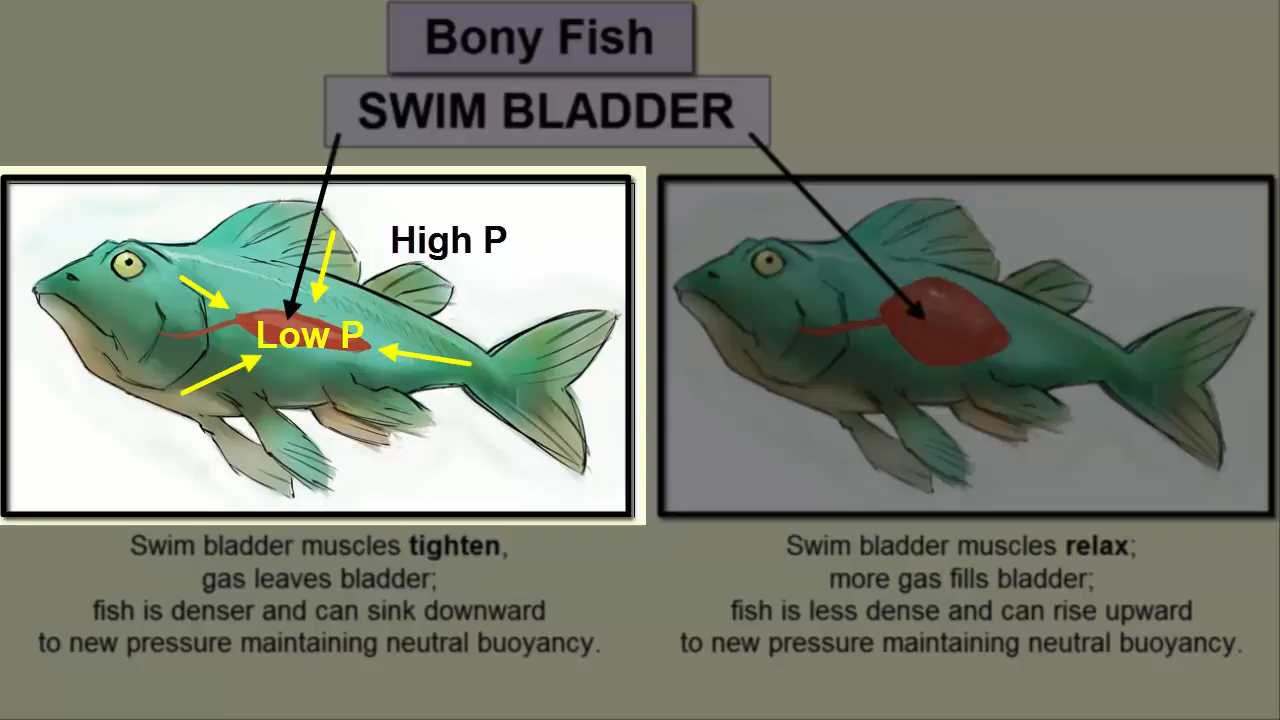 Bony Fish
SWIM BLADDER
High P
Low P
Swim bladder muscles tighten,
gas leaves bladder;
fish is denser and can sink downward
to new pressure maintaining neutral buoyancy.
Swim bladder muscles relax;
more gas fills bladder;
fish is less dense and can rise upward
to new pressure maintaining neutral buoyancy.